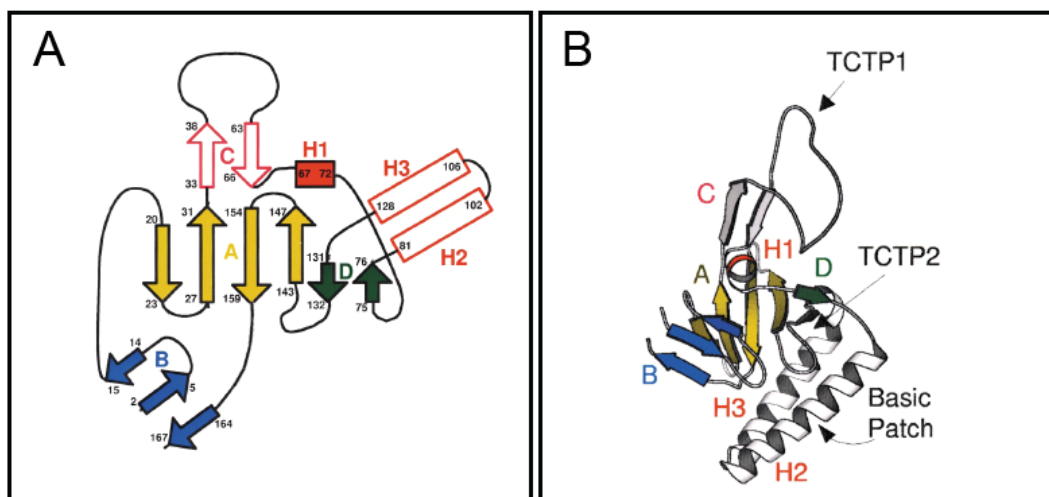 A
38
63
C
33
66
H1
67 72
H3
106
128
102
81
H2
20
31
154
147
A
131
76
D
23
27
159
143
132
75
14
B
15
5
2
167
164
B
TCTP1
C
H1
TCTP2
A
D
B
H3
Basic
Patch
H2